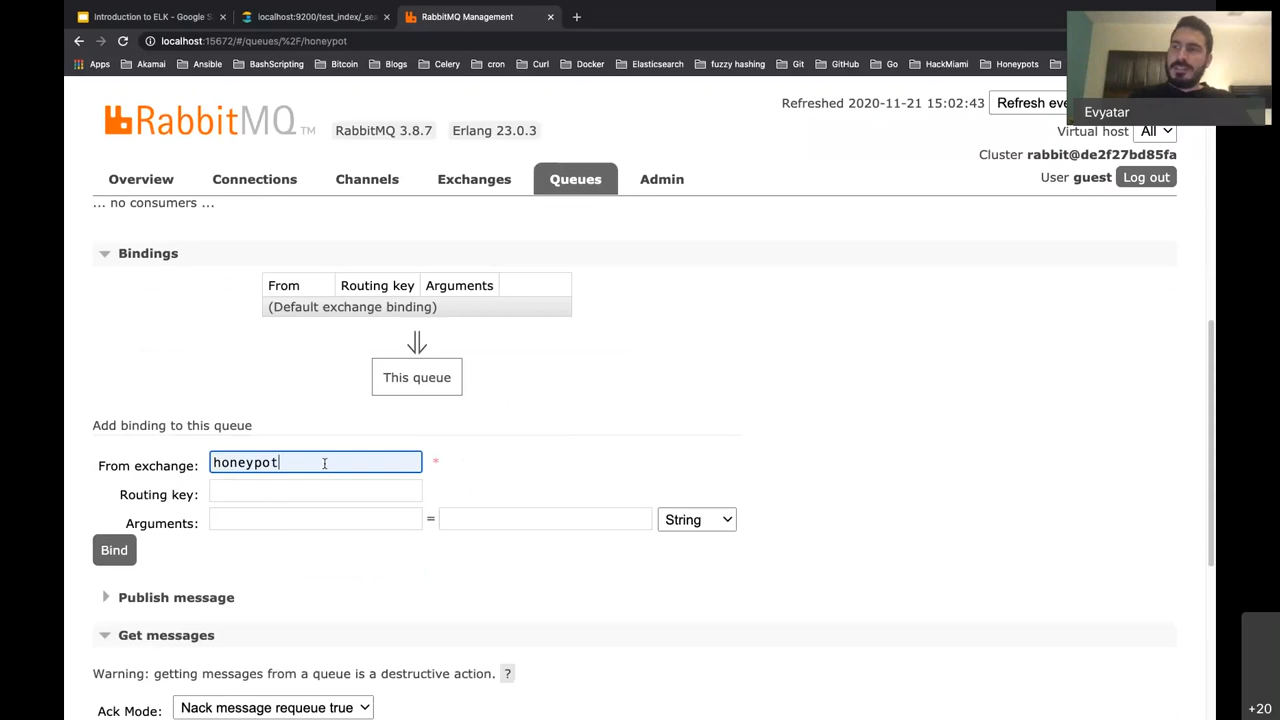 Introduction to ELK - Google S
localhost:9200/test_index/_sea
RabbitMQ Management
localhost:15672/#/queues/%2F/honeypot
Apps Akamai Ansible BashScripting Bitcoin Blogs Celery cron Curl Docker Elasticsearch fuzzy hashing Git GitHub Go HackMiami Honeypots
Evyatar
RabbitMQ TM RabbitMQ 3.8.7 Erlang 23.0.3
Refreshed 2020-11-21 15:02:43 Refresh eve
Virtual host All
Cluster rabbit@de2f27bd85fa
User guest Log out
Overview Connections Channels Exchanges Queues Admin
... no consumers ...
Bindings
From Routing key Arguments
(Default exchange binding)
⇓
This queue
Add binding to this queue
From exchange: honeypot *
Routing key:
Arguments: = String
Bind
Publish message
Get messages
Warning: getting messages from a queue is a destructive action. ?
Ack Mode: Nack message requeue true
+20